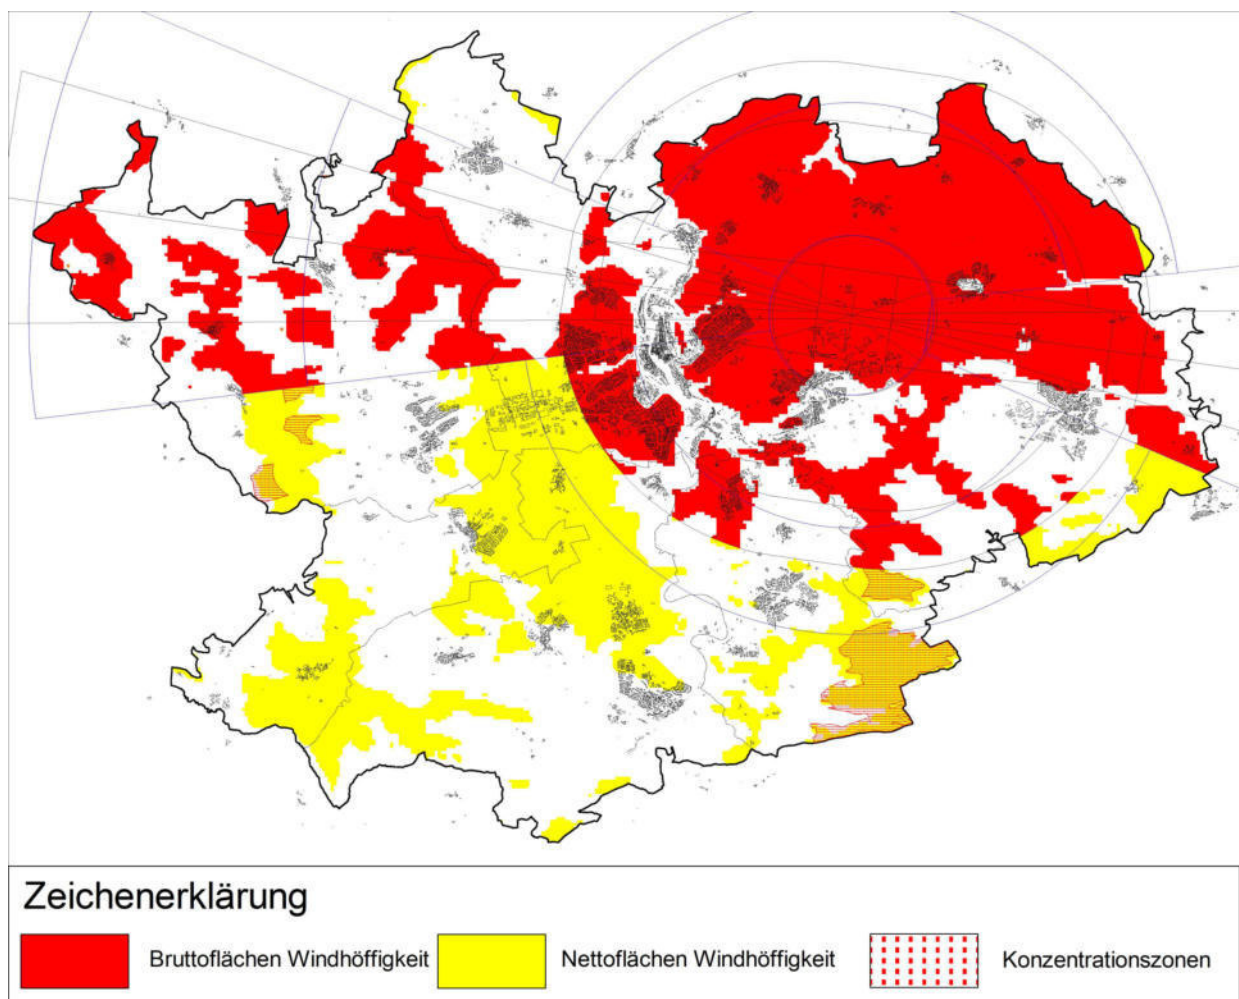 Zeichenerklärung
Bruttoflächen Windhöffigkeit
Nettoflächen Windhöffigkeit
Konzentrationszonen